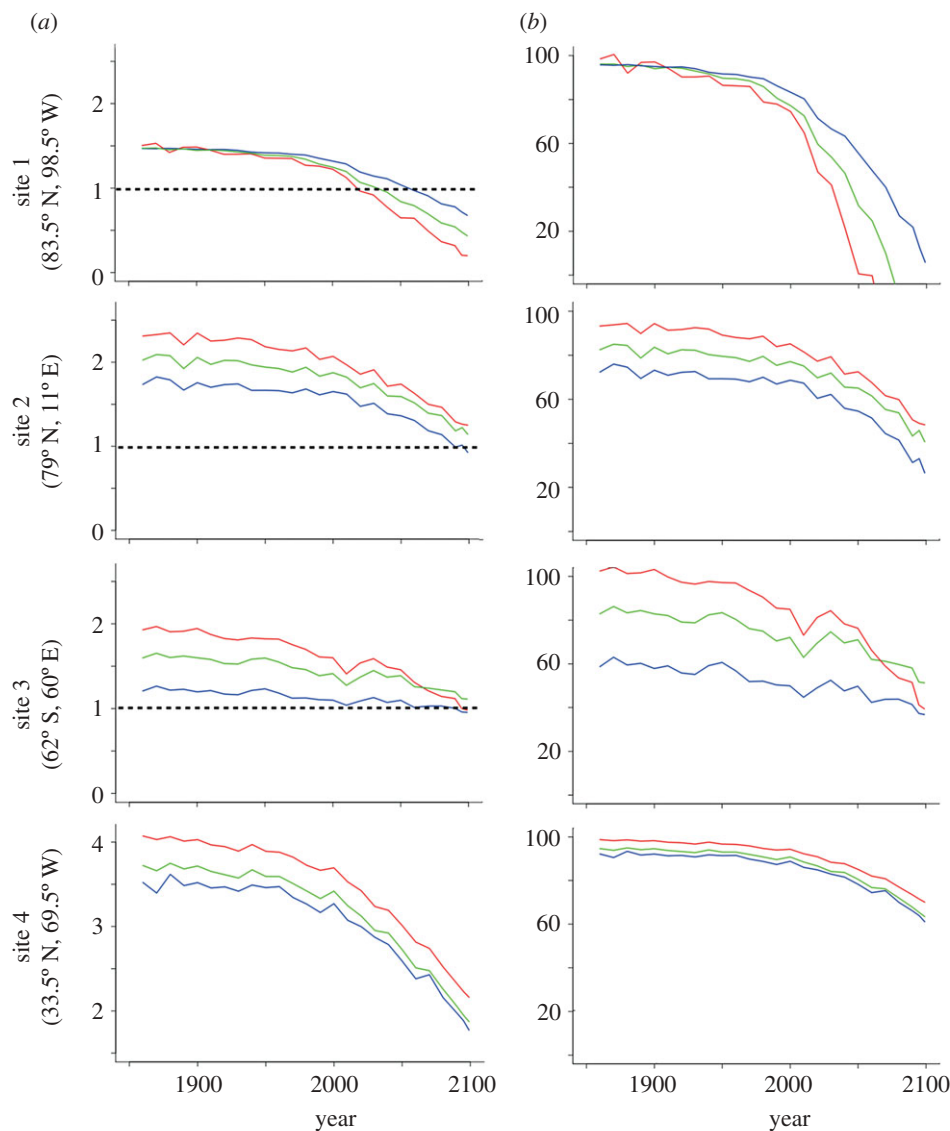 (a)
(b)
site 1
(83.5° N, 98.5° W)
2
1
0
100
60
20
site 2
(79° N, 11° E)
2
1
0
100
60
20
site 3
(62° S, 60° E)
2
1
0
100
60
20
site 4
(33.5° N, 69.5° W)
4
3
2
100
60
20
1900
2000
2100
1900
2000
2100
year
year